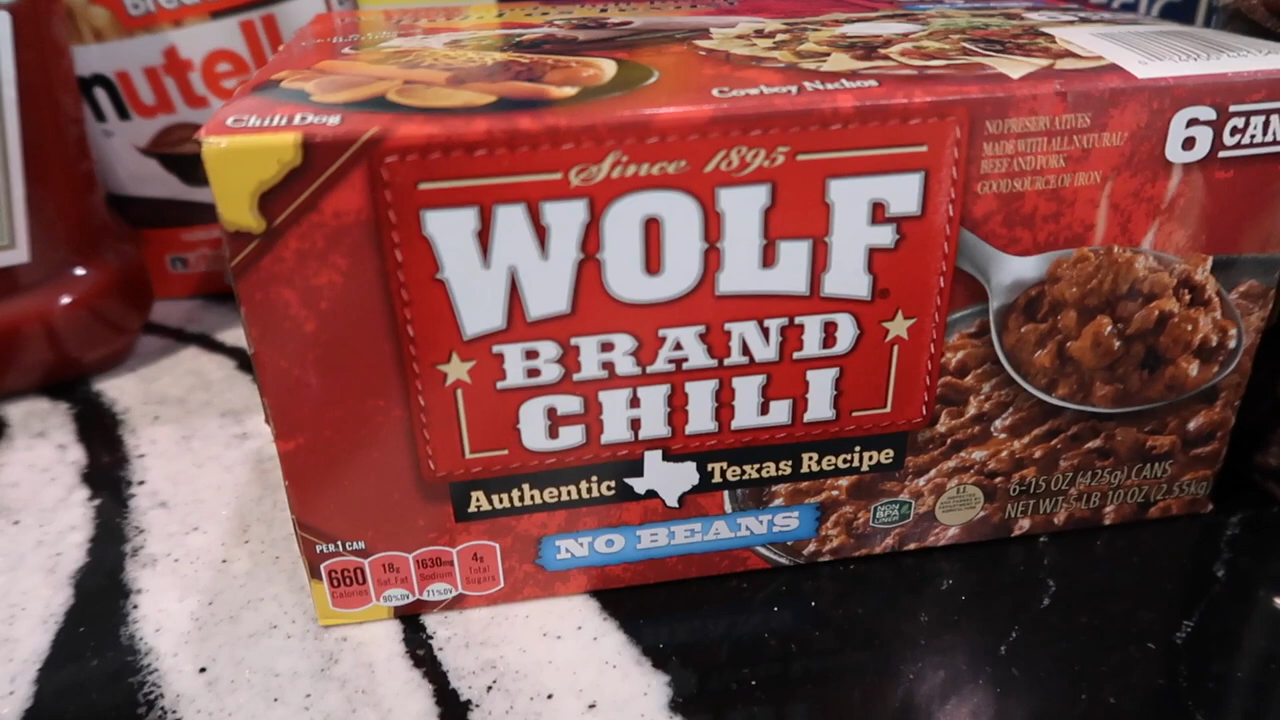 nutell
Cowboy Nachos
Chili Dog
Since 1895
WOLF
BRAND
CHILI
Authentic Texas Recipe
NO BEANS
NO PRESERVATIVES
MADE WITH ALL NATURAL
BEEF AND PORK
GOOD SOURCE OF IRON
6 CAN
6-15 OZ (425g) CANS
NET WT 5 LB 10 OZ (2.55kg)
NON
BPA
LINER
PER 1 CAN
660
Calories
18g
Sat. Fat
90%DV
1630mg
Sodium
71%DV
4g
Total
Sugars